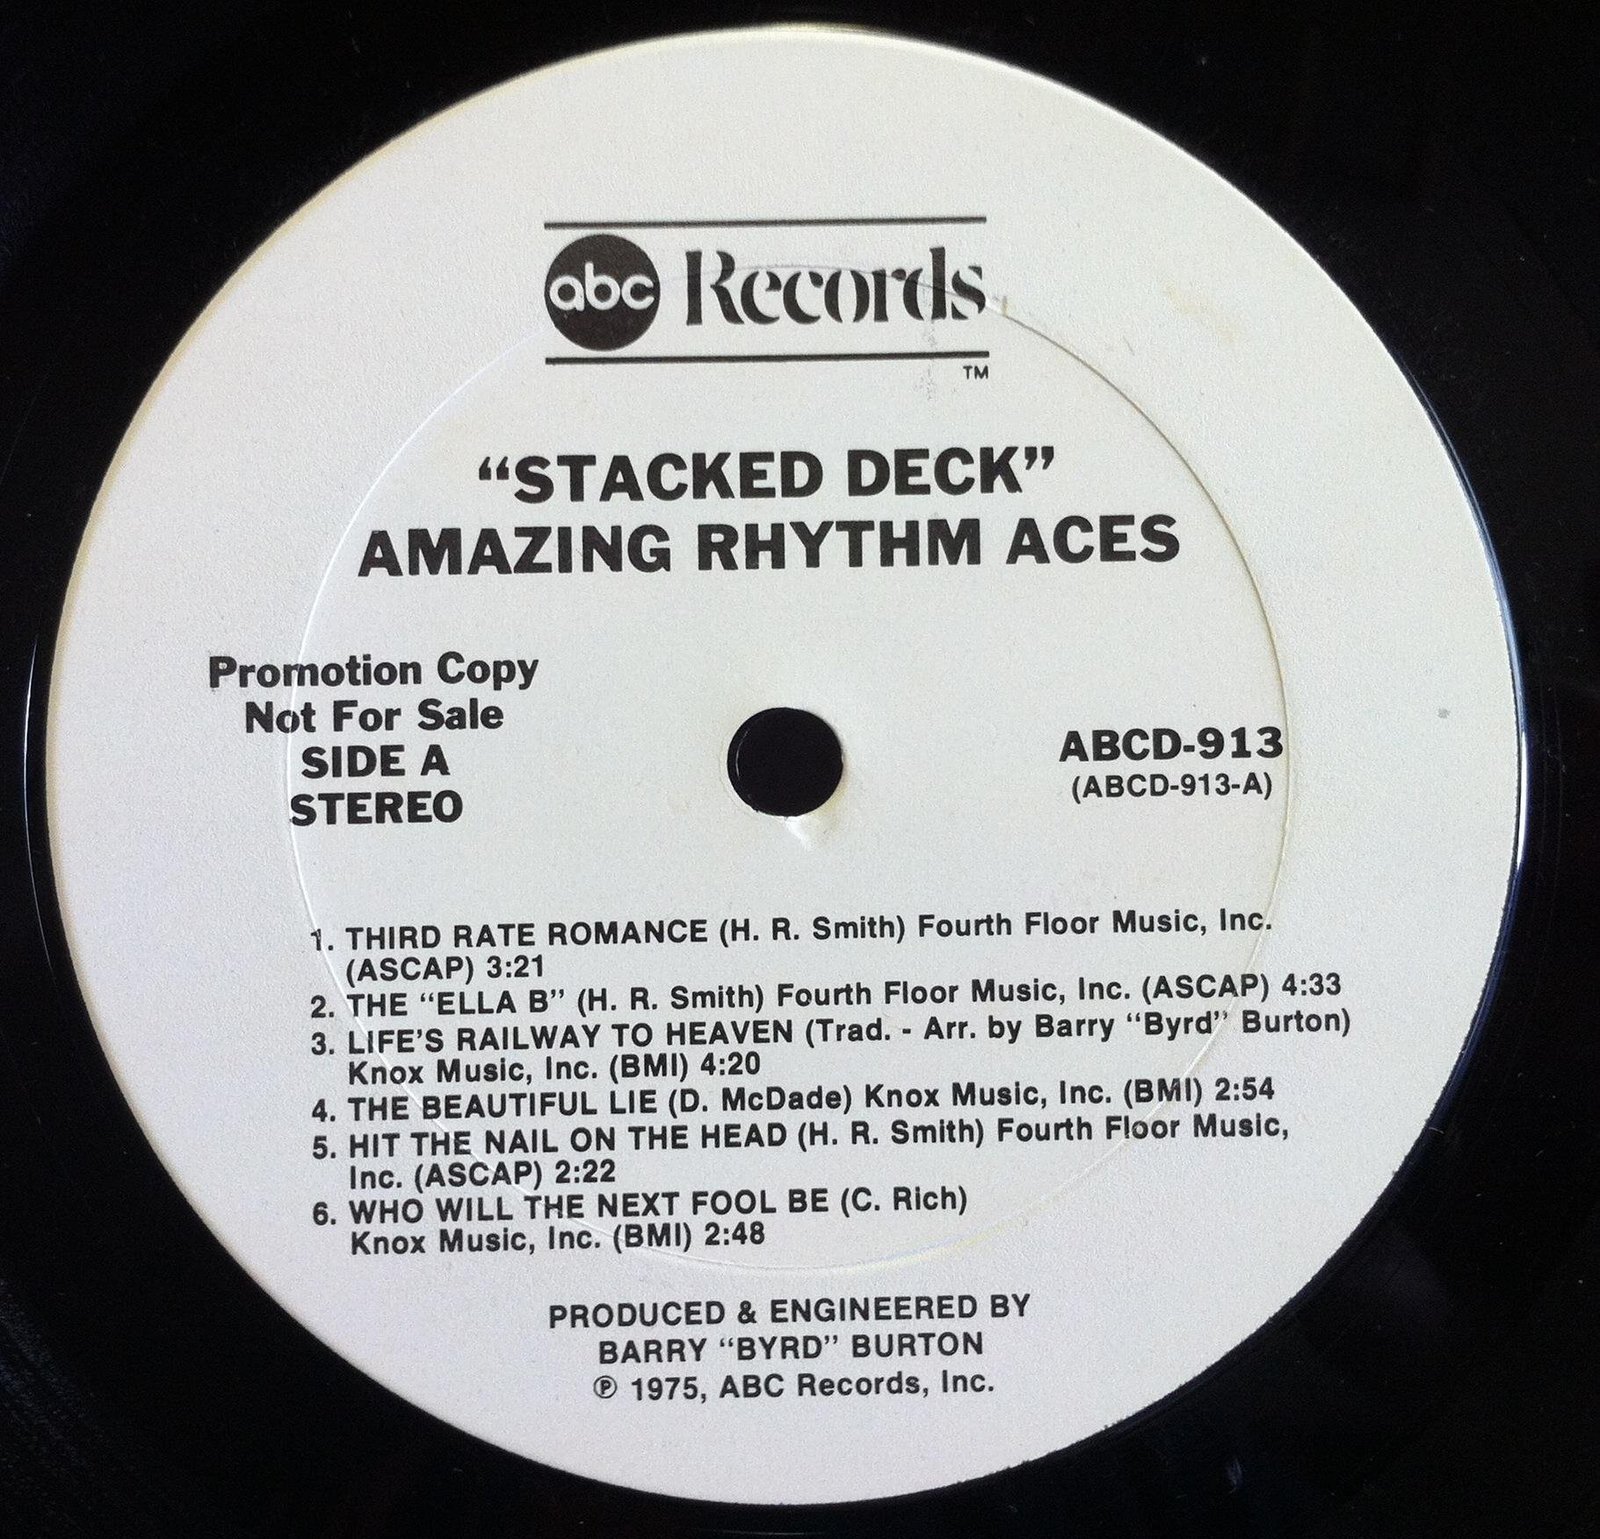 abc Records
TM
“STACKED DECK”
AMAZING RHYTHM ACES
Promotion Copy
Not For Sale
SIDE A
STEREO
ABCD-913
(ABCD-913-A)
1. THIRD RATE ROMANCE (H. R. Smith) Fourth Floor Music, Inc.
(ASCAP) 3:21
2. THE “ELLA B” (H. R. Smith) Fourth Floor Music, Inc. (ASCAP) 4:33
3. LIFE’S RAILWAY TO HEAVEN (Trad. - Arr. by Barry “Byrd” Burton)
Knox Music, Inc. (BMI) 4:20
4. THE BEAUTIFUL LIE (D. McDade) Knox Music, Inc. (BMI) 2:54
5. HIT THE NAIL ON THE HEAD (H. R. Smith) Fourth Floor Music,
Inc. (ASCAP) 2:22
6. WHO WILL THE NEXT FOOL BE (C. Rich)
Knox Music, Inc. (BMI) 2:48
PRODUCED & ENGINEERED BY
BARRY “BYRD” BURTON
℗ 1975, ABC Records, Inc.